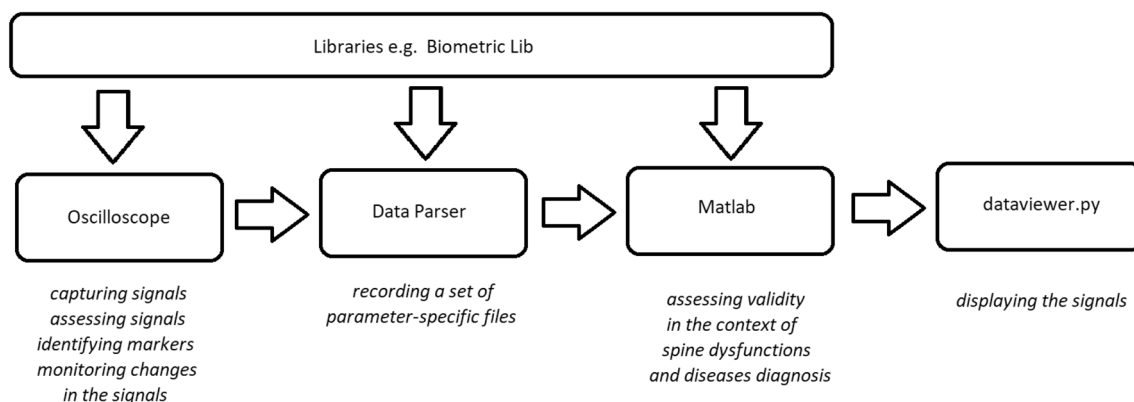 Libraries e.g. Biometric Lib
Oscilloscope
Data Parser
Matlab
dataviewer.py
capturing signals
assessing signals
identifying markers
monitoring changes
in the signals
recording a set of
parameter-specific files
assessing validity
in the context of
spine dysfunctions
and diseases diagnosis
displaying the signals